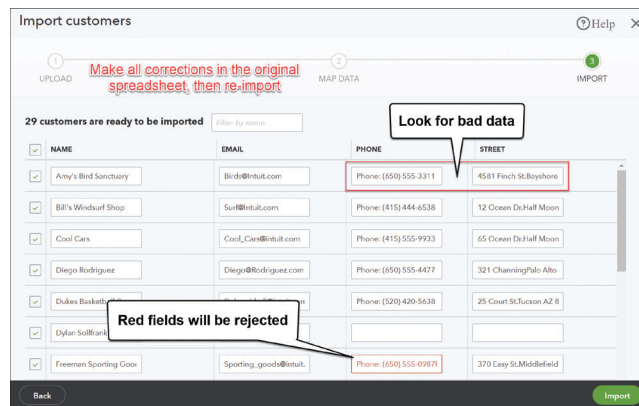 Import customers
Help
1
2
3
UPLOAD
MAP DATA
IMPORT
Make all corrections in the original
spreadsheet, then re-import
29 customers are ready to be imported
Filter by name
Look for bad data
NAME EMAIL PHONE STREET
Amy's Bird Sanctuary Birds@Intuit.com Phone: (650) 555-3311 4581 Finch St.Bayshore
Bill's Windsurf Shop Surf@Intuit.com Phone: (415) 444-6538 12 Ocean Dr.Half Moon
Cool Cars Cool_Cars@intuit.com Phone: (415) 555-9933 65 Ocean Dr.Half Moon
Diego Rodriguez Diego@Rodriguez.com Phone: (650) 555-4477 321 ChanningPalo Alto
Dukes Phone: (520) 420-5638 25 Court St.Tucson AZ 8
Red fields will be rejected
Dylan Sollfrank
Freeman Sporting Sporting_goods@intuit. Phone: (650) 555-0987 370 Easy St.Middlefield
Back
Import